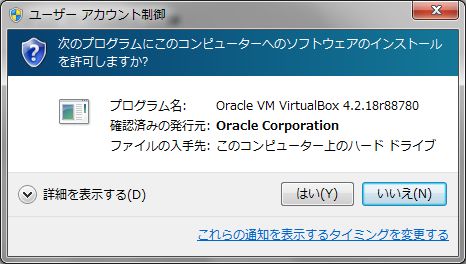 ユーザー アカウント制御
次のプログラムにこのコンピューターへのソフトウェアのインストール
を許可しますか?
プログラム名: Oracle VM VirtualBox 4.2.18r88780
確認済みの発行元: Oracle Corporation
ファイルの入手先: このコンピューター上のハード ドライブ
詳細を表示する(D) はい(Y) いいえ(N)
これらの通知を表示するタイミングを変更する